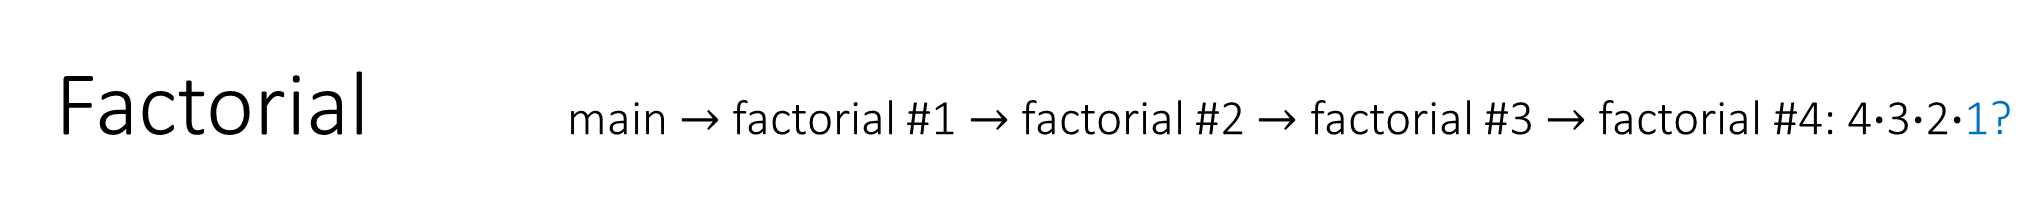 Factorial
main → factorial #1 → factorial #2 → factorial #3 → factorial #4: 4·3·2·1?